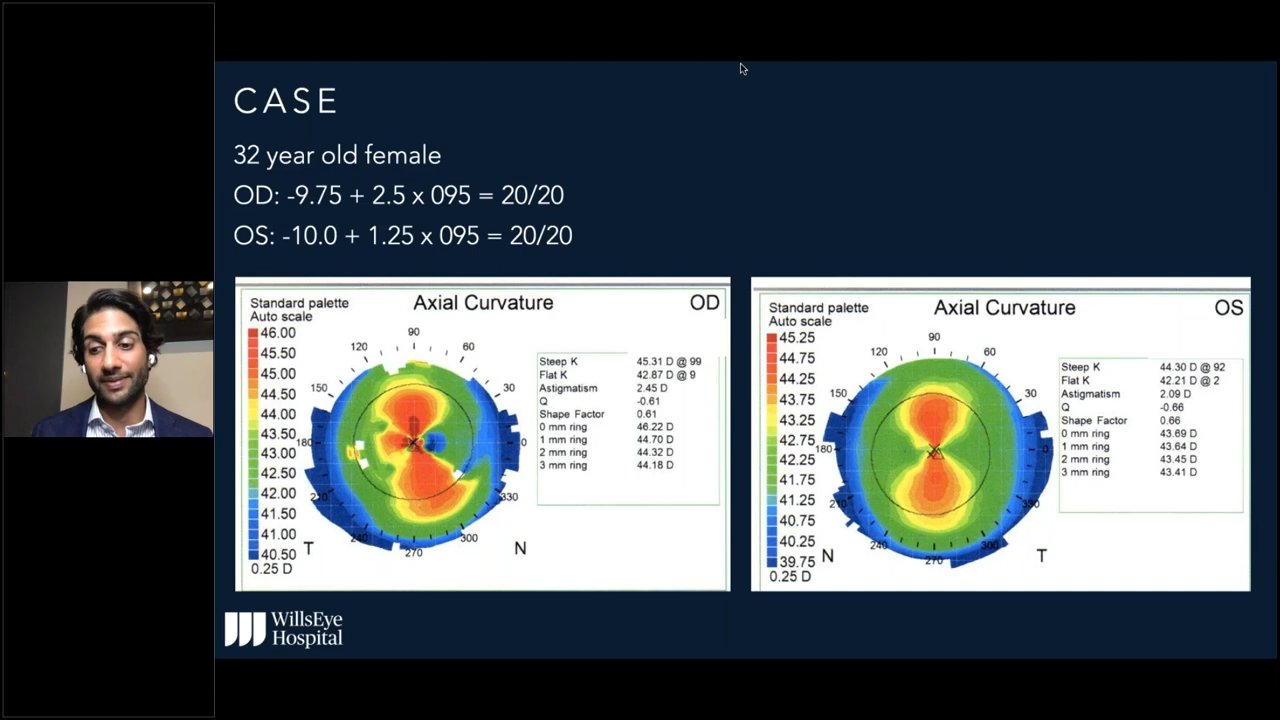 CASE
32 year old female
OD: -9.75 + 2.5 x 095 = 20/20
OS: -10.0 + 1.25 x 095 = 20/20
Standard palette
Auto scale
Axial Curvature
OD
46.00
45.50
45.00
44.50
44.00
43.50
43.00
42.50
42.00
41.50
41.00
40.50
0.25 D
90
120
60
150
30
180
0
210
330
240
300
270
T
N
Steep K 45.31 D @ 99
Flat K 42.87 D @ 9
Astigmatism 2.45 D
Q -0.61
Shape Factor 0.61
0 mm ring 46.22 D
1 mm ring 44.70 D
2 mm ring 44.32 D
3 mm ring 44.18 D
Standard palette
Auto scale
Axial Curvature
OS
45.25
44.75
44.25
43.75
43.25
42.75
42.25
41.75
41.25
40.75
40.25
39.75
0.25 D
90
120
60
150
30
180
0
210
330
240
300
270
N
T
Steep K 44.30 D @ 92
Flat K 42.21 D @ 2
Astigmatism 2.09 D
Q -0.66
Shape Factor 0.66
0 mm ring 43.69 D
1 mm ring 43.64 D
2 mm ring 43.45 D
3 mm ring 43.41 D
WillsEye
Hospital